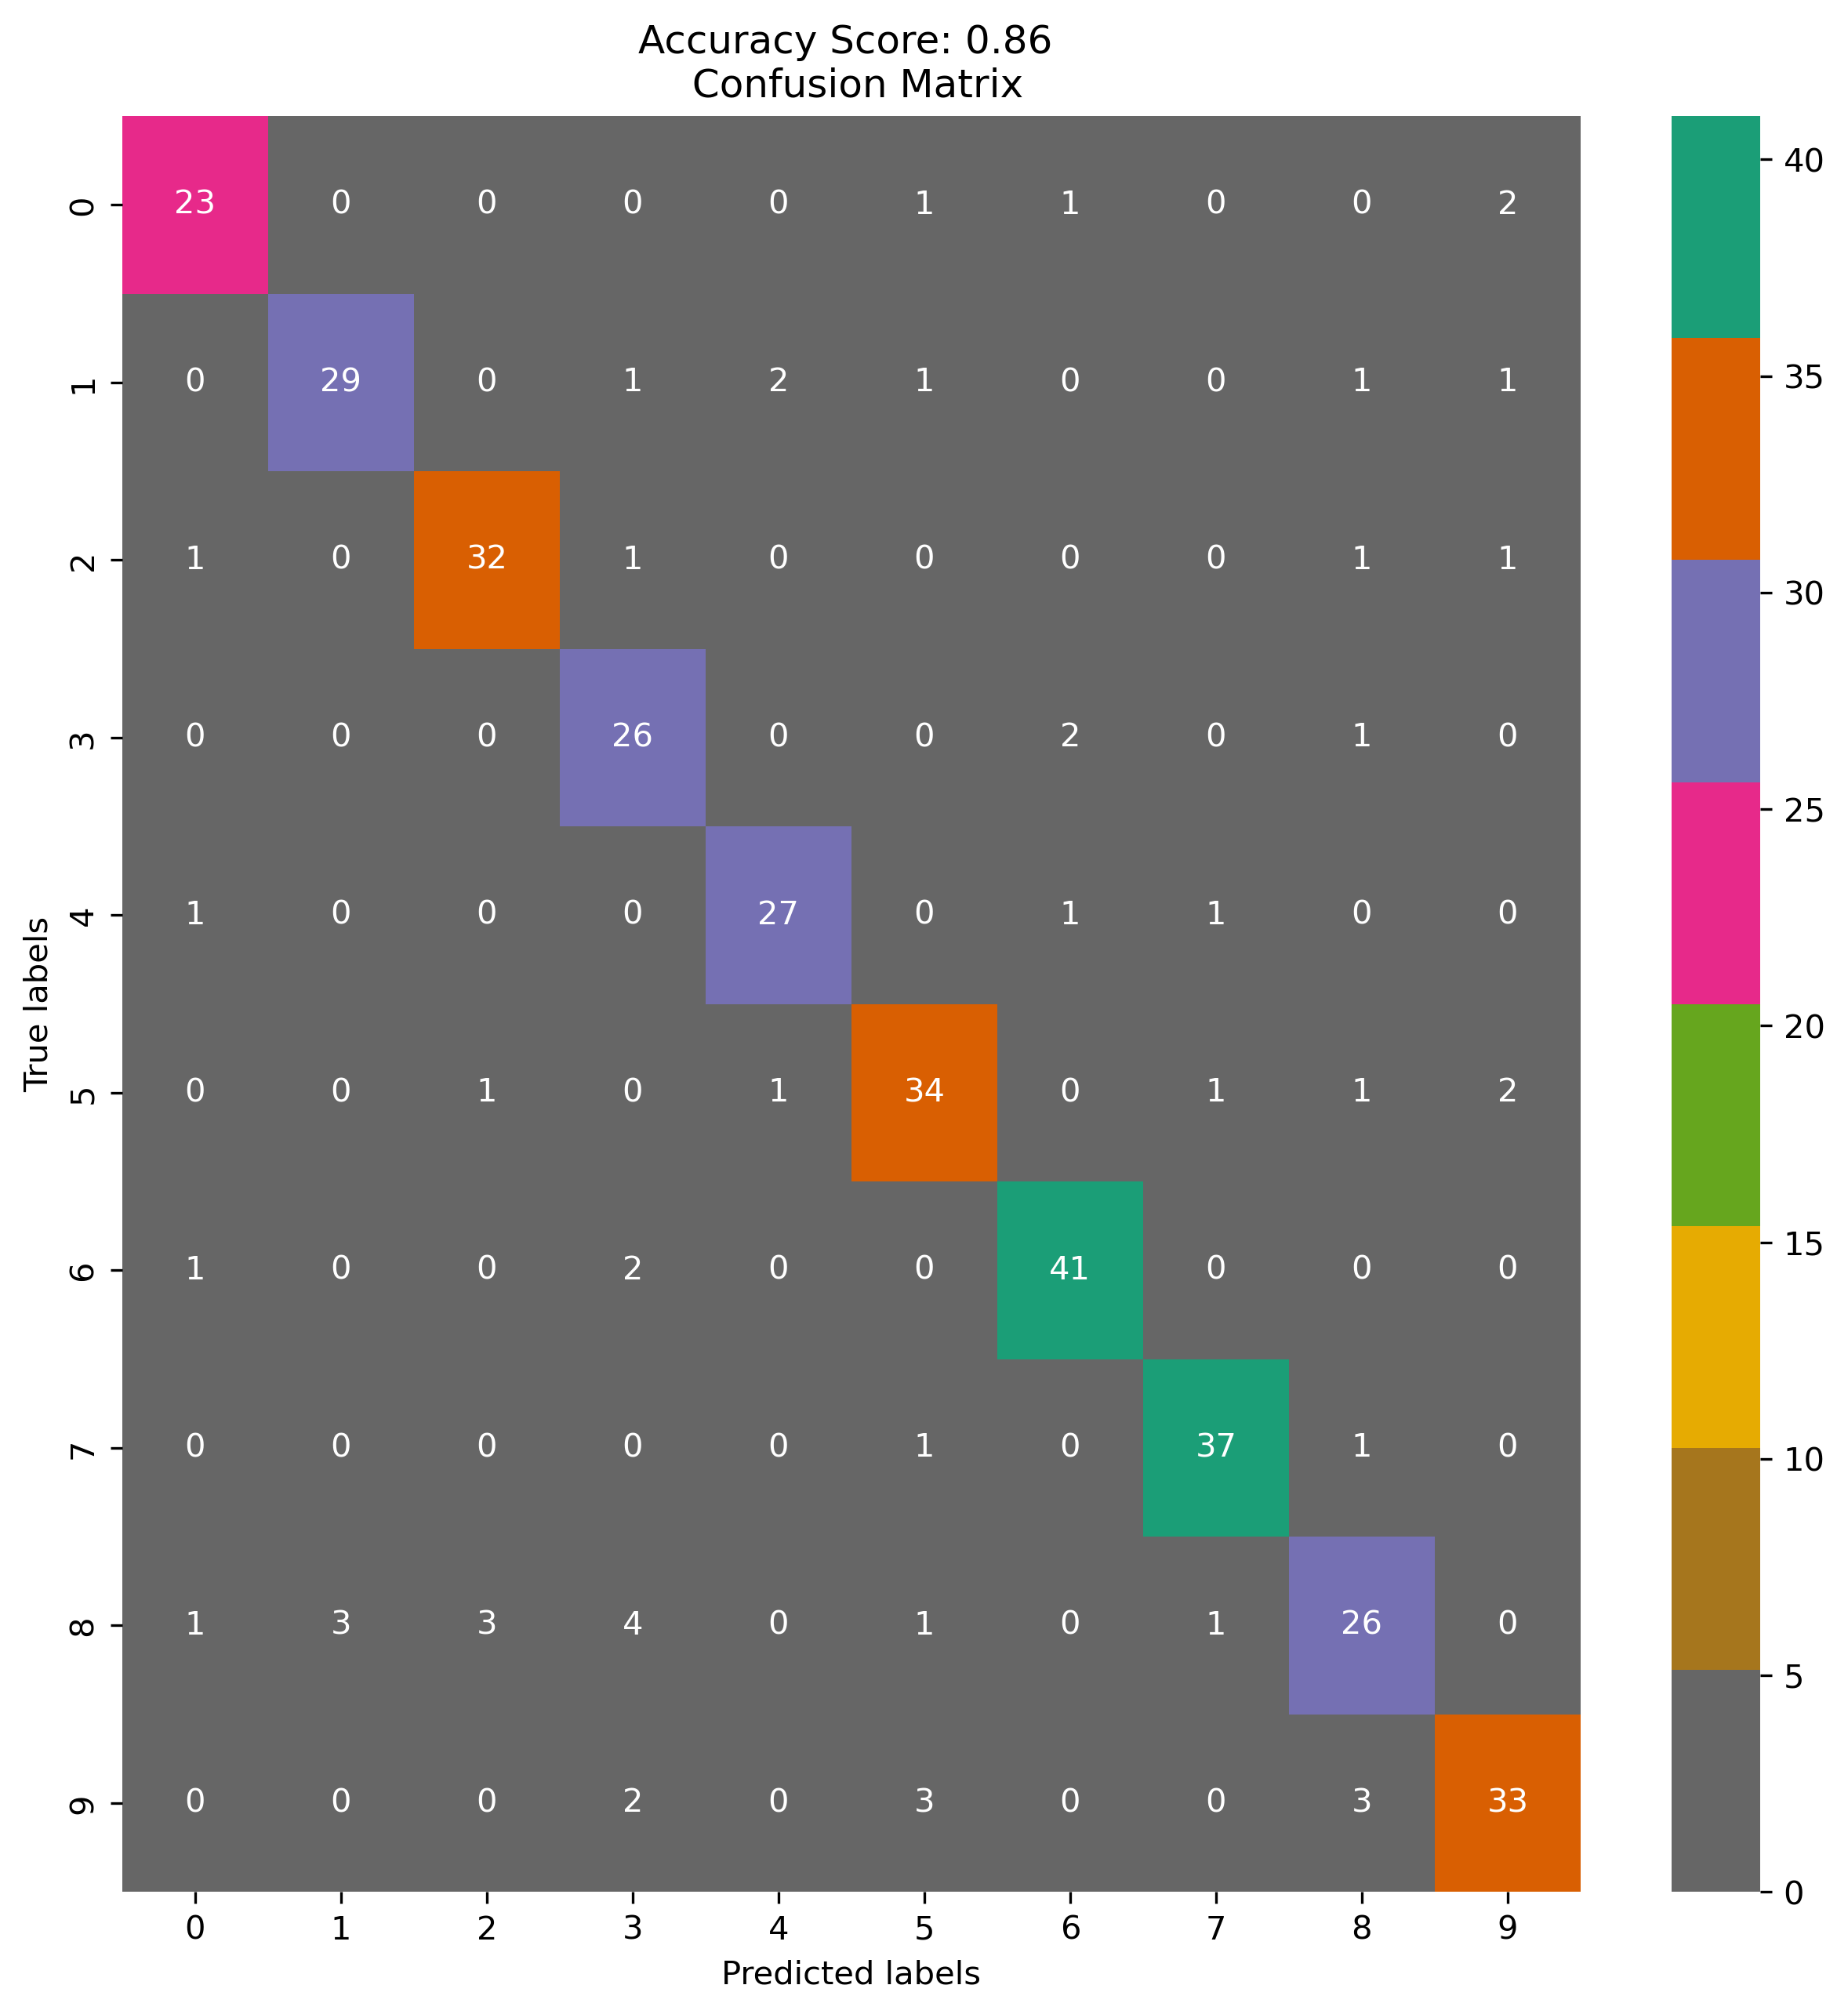 Accuracy Score: 0.86
Confusion Matrix
0 23 0 0 0 0 1 1 0 0 2
1 0 29 0 1 2 1 0 0 1 1
2 1 0 32 1 0 0 0 0 1 1
3 0 0 0 26 0 0 2 0 1 0
4 1 0 0 0 27 0 1 1 0 0
5 0 0 1 0 1 34 0 1 1 2
6 1 0 0 2 0 0 41 0 0 0
7 0 0 0 0 0 1 0 37 1 0
8 1 3 3 4 0 1 0 1 26 0
9 0 0 0 2 0 3 0 0 3 33
True labels
0 1 2 3 4 5 6 7 8 9
Predicted labels
40
35
30
25
20
15
10
5
0